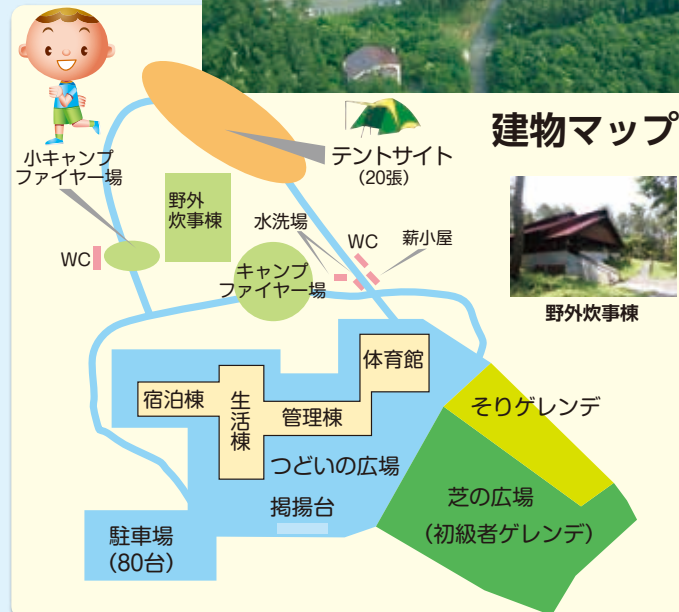 建物マップ
小キャンプ
ファイヤー場
テントサイト
(20張)
野外
炊事棟
水洗場
WC
薪小屋
WC
キャンプ
ファイヤー場
野外炊事棟
体育館
宿泊棟
生活棟
管理棟
そりゲレンデ
つどいの広場
芝の広場
(初級者ゲレンデ)
掲揚台
駐車場
(80台)